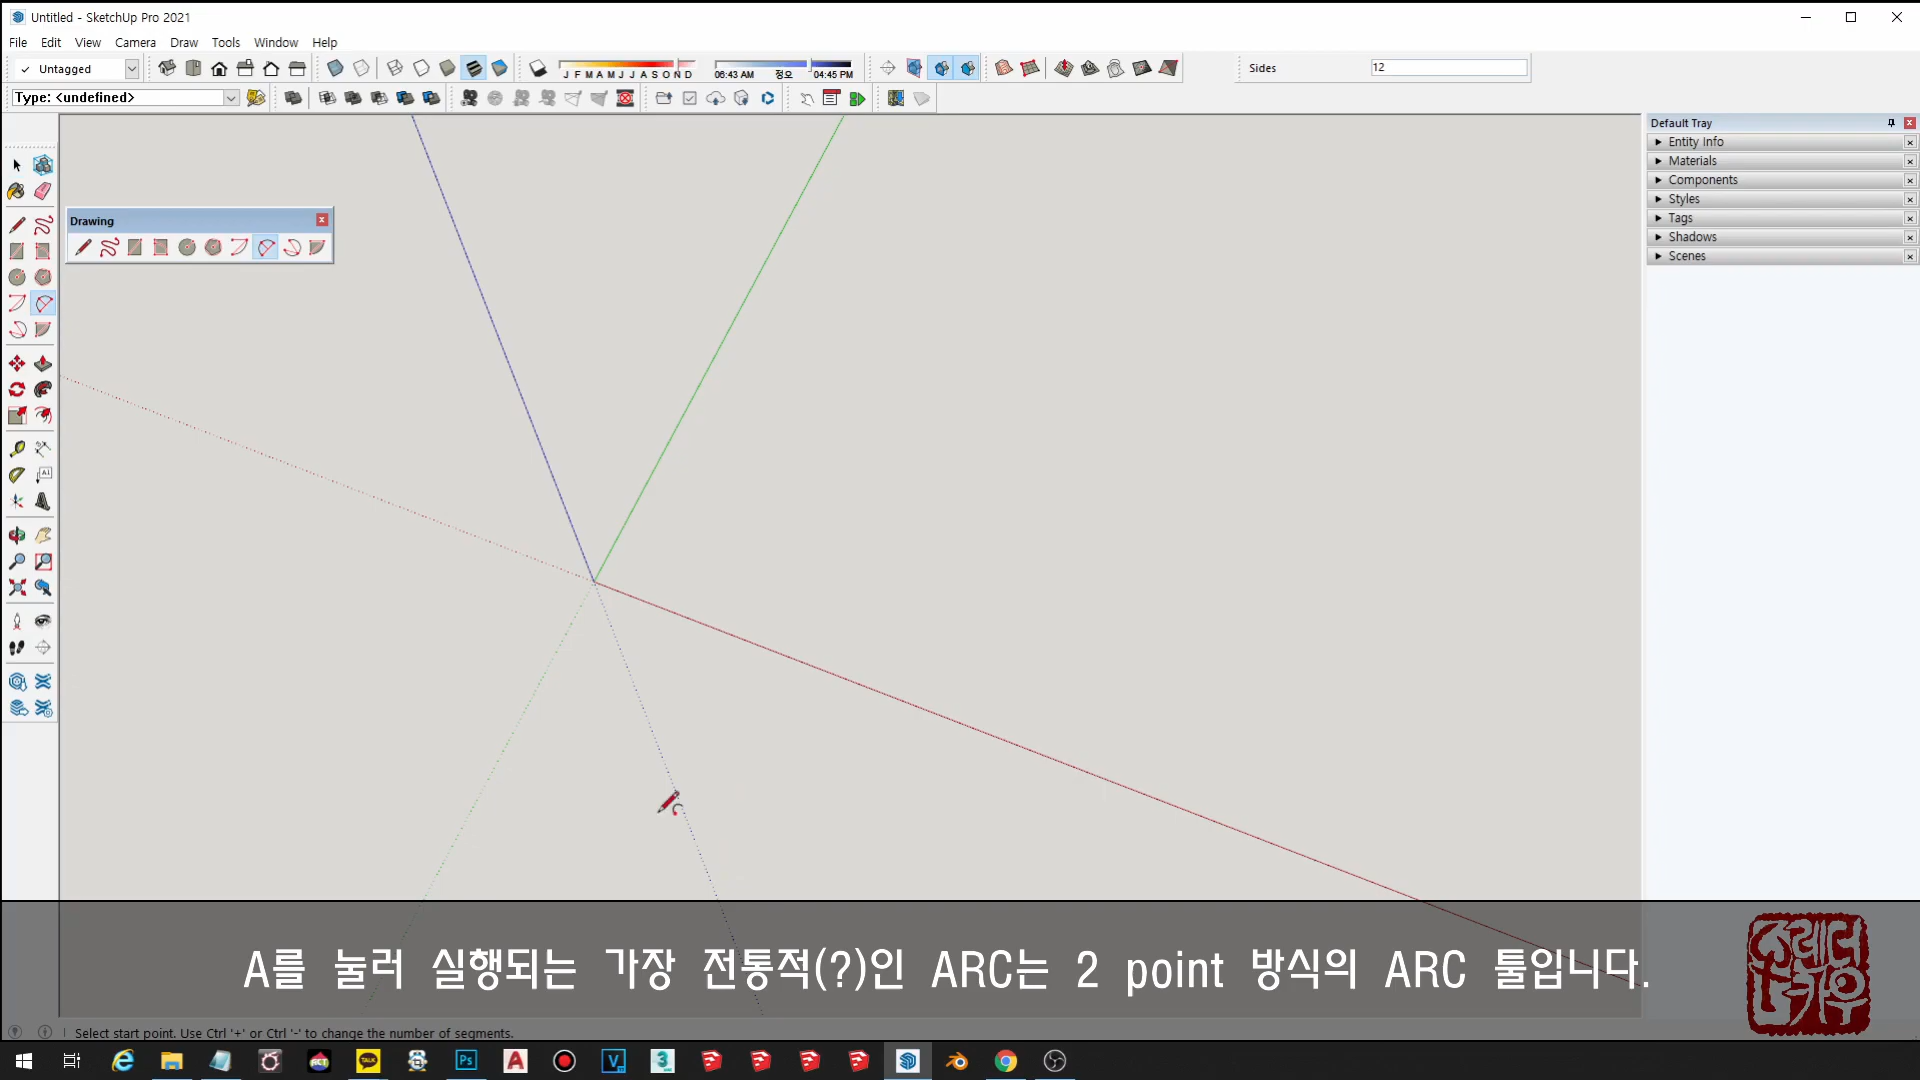 Untitled - SketchUp Pro 2021
File Edit View Camera Draw Tools Window Help
Untagged
J F M A M J J A S O N D
06:43 AM 정오 04:45 PM
Sides 12
Type: <undefined>
Default Tray
Entity Info
Materials
Components
Styles
Tags
Shadows
Scenes
Drawing
A를 눌러 실행되는 가장 전통적(?)인 ARC는 2 point 방식의 ARC 툴입니다.
Select start point. Use Ctrl '+' or Ctrl '-' to change the number of segments.